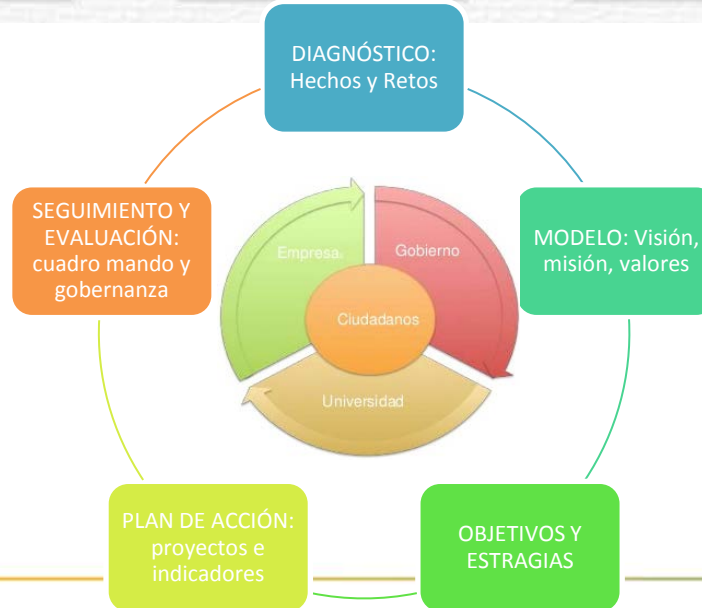 DIAGNÓSTICO:
Hechos y Retos
MODELO: Visión,
misión, valores
OBJETIVOS Y
ESTRAGIAS
PLAN DE ACCIÓN:
proyectos e
indicadores
SEGUIMIENTO Y
EVALUACIÓN:
cuadro mando y
gobernanza
Empresa
Gobierno
Ciudadanos
Universidad